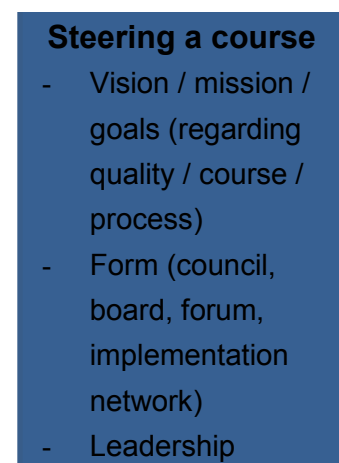 Steering a course
- Vision / mission /
goals (regarding
quality / course /
process)
- Form (council,
board, forum,
implementation
network)
- Leadership